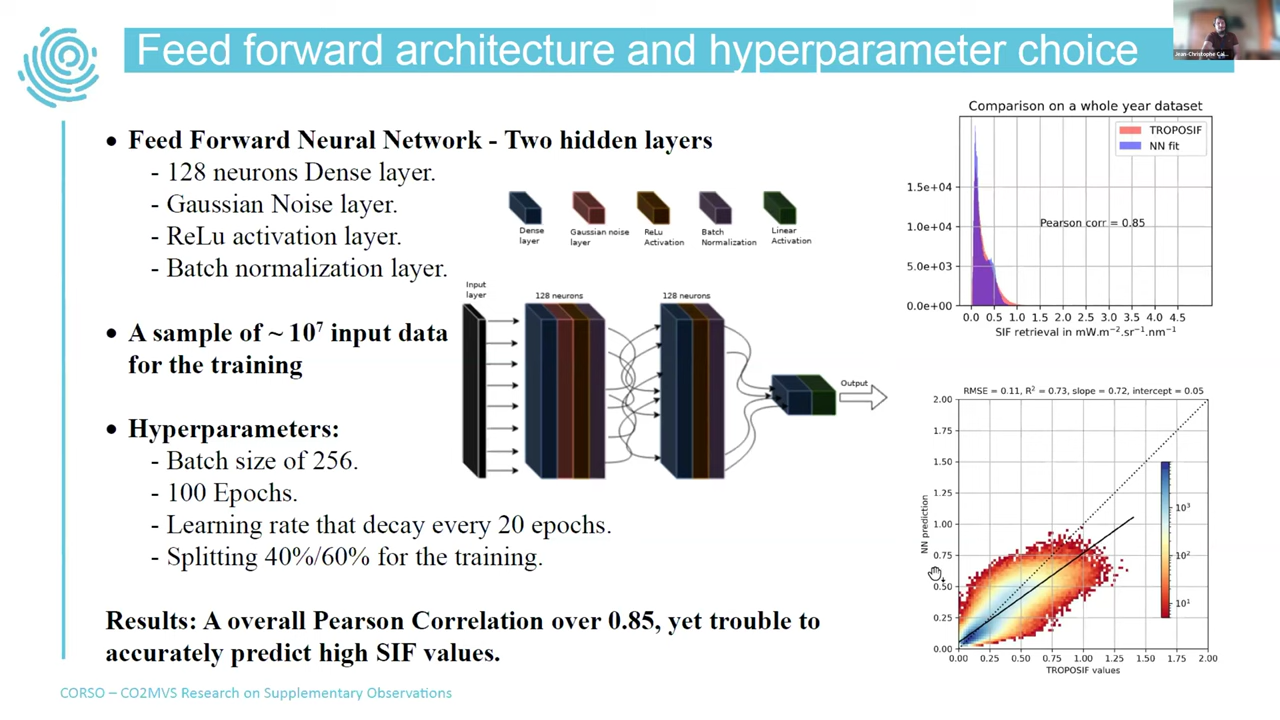 Feed forward architecture and hyperparameter choice
Jean-Christophe Cal...
• Feed Forward Neural Network - Two hidden layers
- 128 neurons Dense layer.
- Gaussian Noise layer.
- ReLu activation layer.
- Batch normalization layer.
• A sample of ~ 10⁷ input data
for the training
• Hyperparameters:
- Batch size of 256.
- 100 Epochs.
- Learning rate that decay every 20 epochs.
- Splitting 40%/60% for the training.
Results: A overall Pearson Correlation over 0.85, yet trouble to
accurately predict high SIF values.
Dense
layer
Gaussian noise
layer
ReLu
Activation
Batch
Normalization
Linear
Activation
Input
layer
128 neurons
128 neurons
Output
Comparison on a whole year dataset
TROPOSIF
NN fit
Pearson corr = 0.85
1.5e+04
1.0e+04
5.0e+03
0.0e+00
0.0 0.5 1.0 1.5 2.0 2.5 3.0 3.5 4.0 4.5
SIF retrieval in mW.m⁻².sr⁻¹.nm⁻¹
RMSE = 0.11, R² = 0.73, slope = 0.72, intercept = 0.05
2.00
1.75
1.50
1.25
1.00
0.75
0.50
0.25
0.00
NN prediction
10³
10²
10¹
0.00 0.25 0.50 0.75 1.00 1.25 1.50 1.75 2.00
TROPOSIF values
CORSO – CO2MVS Research on Supplementary Observations